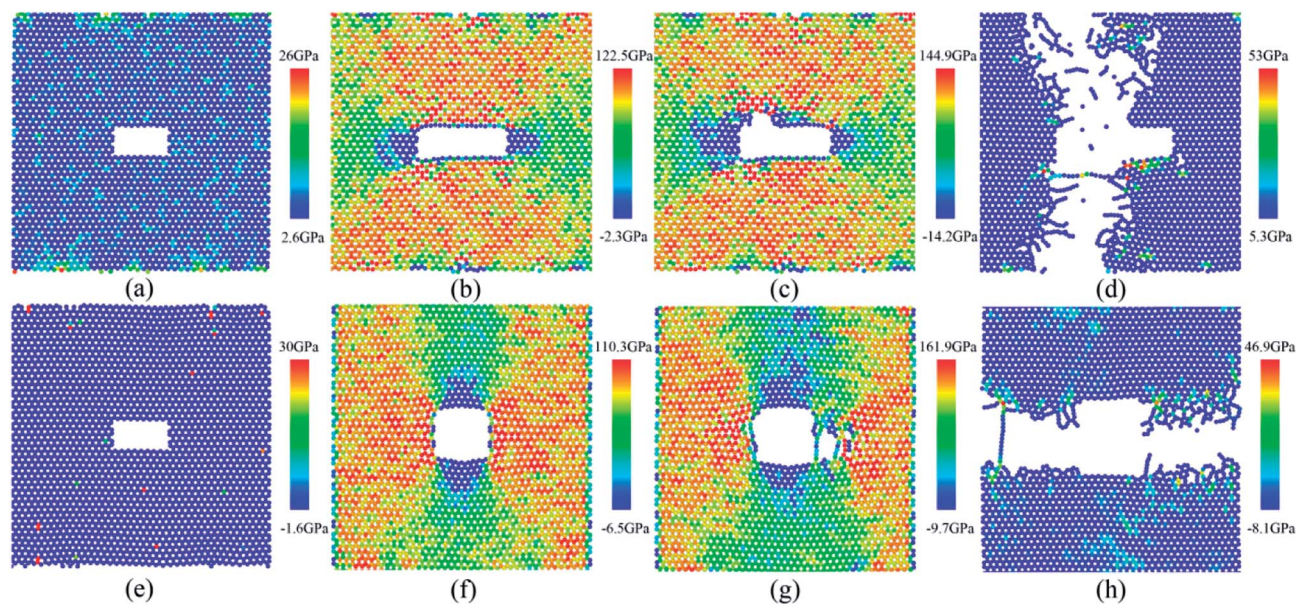 26GPa
2.6GPa
(a)
122.5GPa
-2.3GPa
(b)
144.9GPa
-14.2GPa
(c)
53GPa
5.3GPa
(d)
30GPa
-1.6GPa
(e)
110.3GPa
-6.5GPa
(f)
161.9GPa
-9.7GPa
(g)
46.9GPa
-8.1GPa
(h)